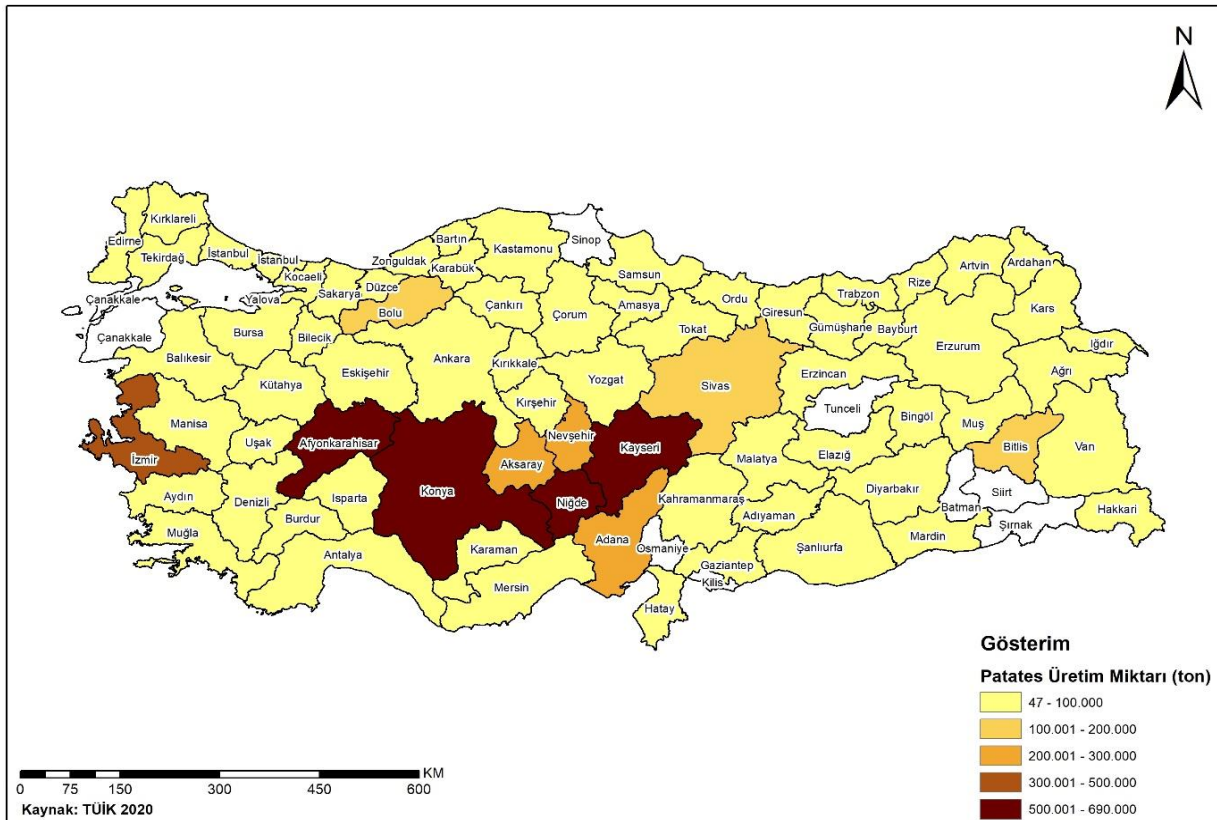 N
Kırklareli
Edirne
Tekirdağ
İstanbul
İstanbul
Kocaeli
Yalova
Sakarya
Düzce
Zonguldak
Bartın
Karabük
Kastamonu
Sinop
Samsun
Ordu
Giresun
Trabzon
Rize
Artvin
Ardahan
Kars
Iğdır
Çanakkale
Çanakkale
Balıkesir
Bursa
Bilecik
Bolu
Çankırı
Çorum
Amasya
Tokat
Gümüşhane
Bayburt
Erzurum
Ağrı
Kütahya
Eskişehir
Ankara
Kırıkkale
Kırşehir
Yozgat
Sivas
Erzincan
Tunceli
Bingöl
Muş
Bitlis
Van
Manisa
Uşak
Afyonkarahisar
İzmir
Konya
Aksaray
Nevşehir
Kayseri
Niğde
Malatya
Elazığ
Diyarbakır
Batman
Siirt
Şırnak
Hakkari
Aydın
Denizli
Isparta
Burdur
Muğla
Antalya
Karaman
Mersin
Adana
Kahramanmaraş
Osmaniye
Adıyaman
Gaziantep
Kilis
Şanlıurfa
Mardin
Hatay
Gösterim
Patates Üretim Miktarı (ton)
47 - 100.000
100.001 - 200.000
200.001 - 300.000
300.001 - 500.000
500.001 - 690.000
KM
0 75 150 300 450 600
Kaynak: TÜİK 2020